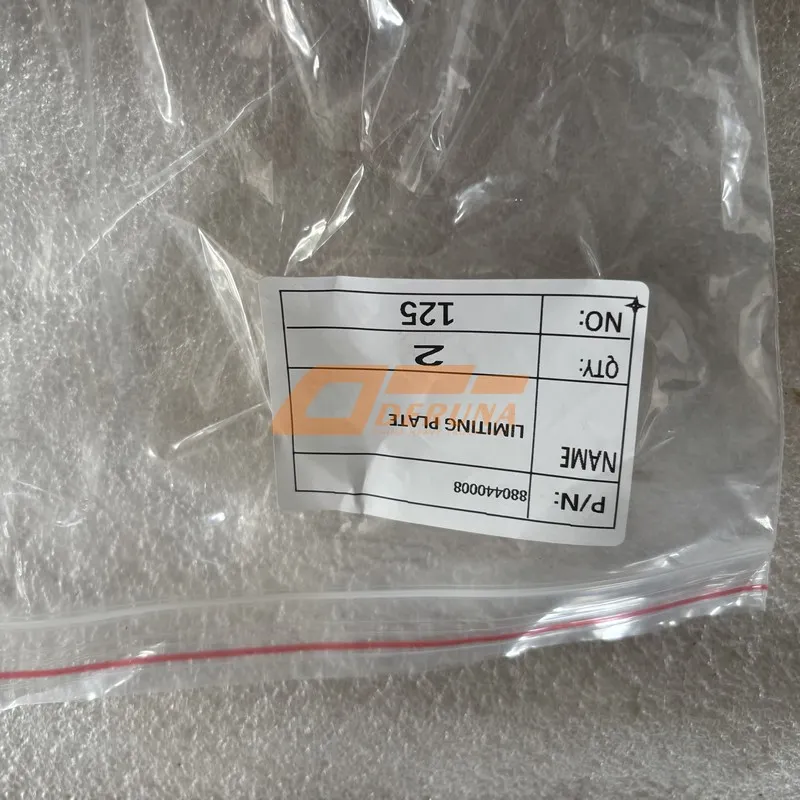 P/N: 880440008
NAME LIMITING PLATE
QTY: 2
NO: 125
DERUNA